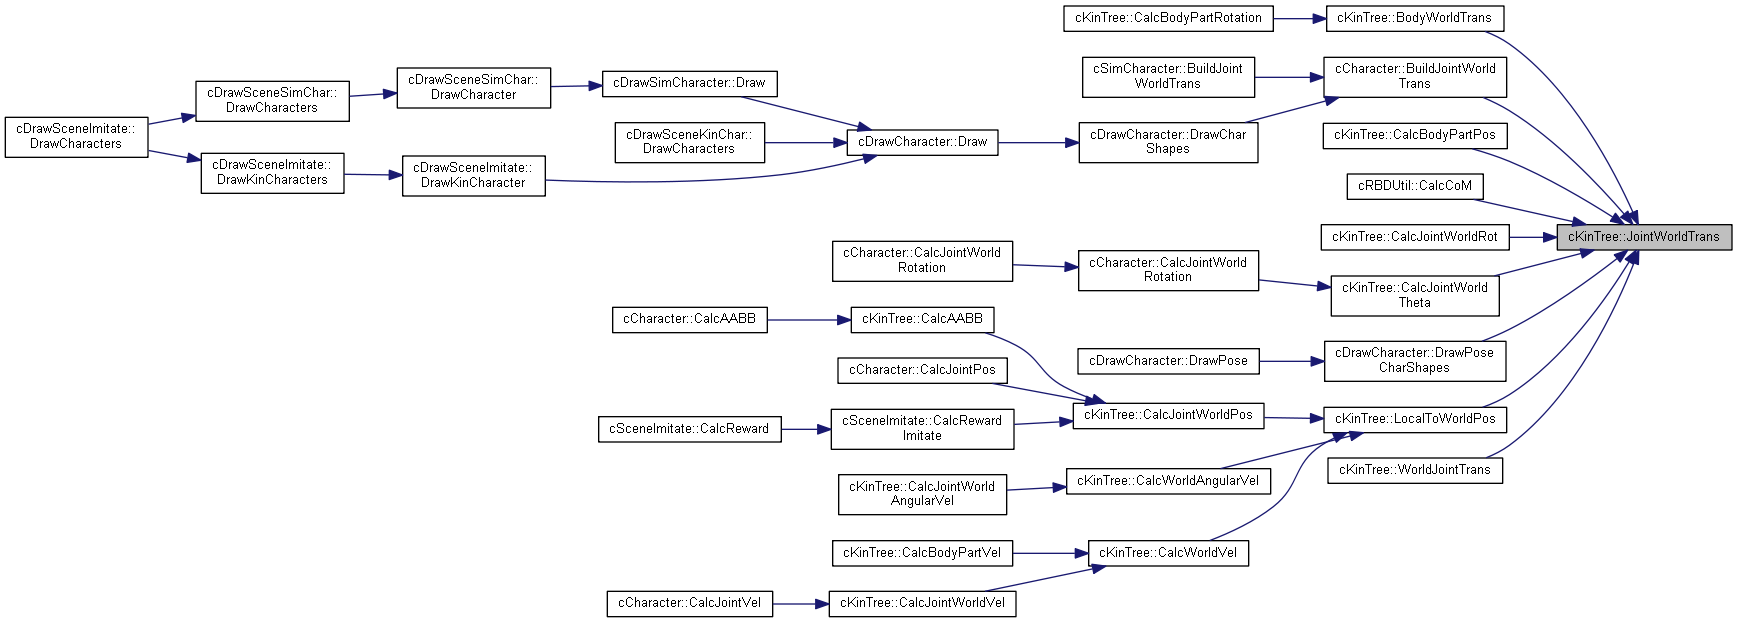 cKinTree::CalcBodyPartRotation
cKinTree::BodyWorldTrans
cDrawSceneImitate::
DrawCharacters
cDrawSceneSimChar::
DrawCharacters
cDrawSceneSimChar::
DrawCharacter
cDrawSimCharacter::Draw
cSimCharacter::BuildJoint
WorldTrans
cCharacter::BuildJointWorld
Trans
cDrawSceneKinChar::
DrawCharacters
cDrawCharacter::Draw
cDrawCharacter::DrawChar
Shapes
cKinTree::CalcBodyPartPos
cDrawSceneImitate::
DrawKinCharacters
cDrawSceneImitate::
DrawKinCharacter
cRBDUtil::CalcCoM
cKinTree::CalcJointWorldRot
cKinTree::JointWorldTrans
cCharacter::CalcJointWorld
Rotation
cCharacter::CalcJointWorld
Rotation
cKinTree::CalcJointWorld
Theta
cCharacter::CalcAABB
cKinTree::CalcAABB
cDrawCharacter::DrawPose
cDrawCharacter::DrawPose
CharShapes
cCharacter::CalcJointPos
cSceneImitate::CalcReward
cSceneImitate::CalcReward
Imitate
cKinTree::CalcJointWorldPos
cKinTree::LocalToWorldPos
cKinTree::WorldJointTrans
cKinTree::CalcJointWorld
AngularVel
cKinTree::CalcWorldAngularVel
cKinTree::CalcBodyPartVel
cKinTree::CalcWorldVel
cCharacter::CalcJointVel
cKinTree::CalcJointWorldVel